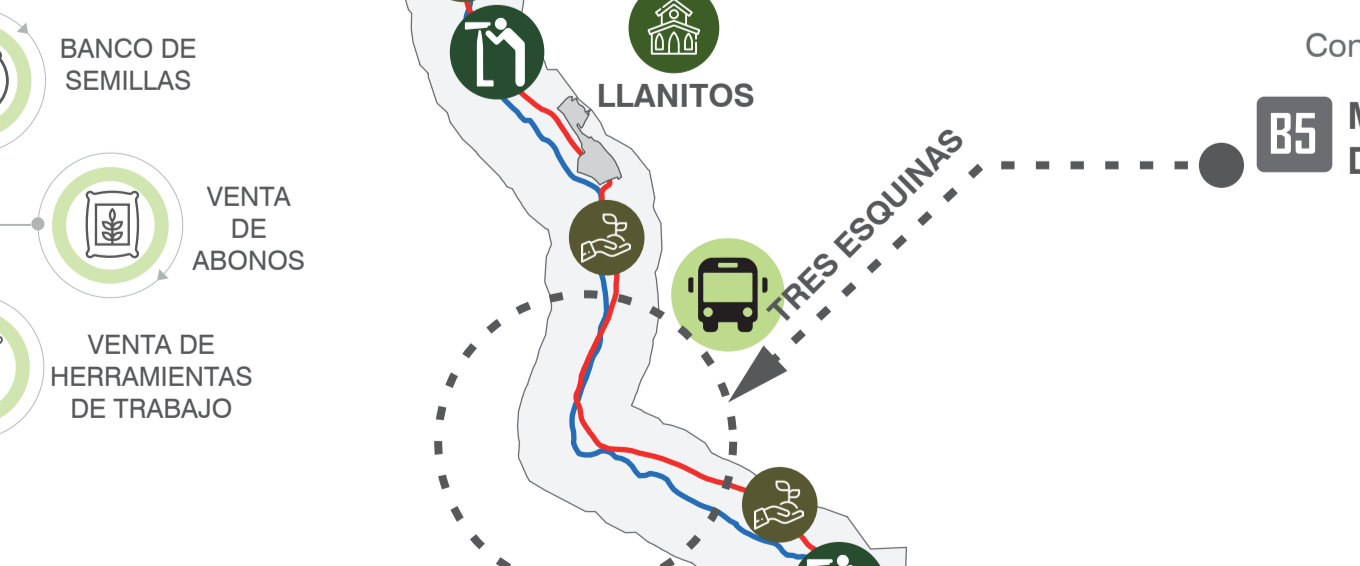 BANCO DE
SEMILLAS
VENTA
DE
ABONOS
VENTA DE
HERRAMIENTAS
DE TRABAJO
LLANITOS
TRES ESQUINAS
B5